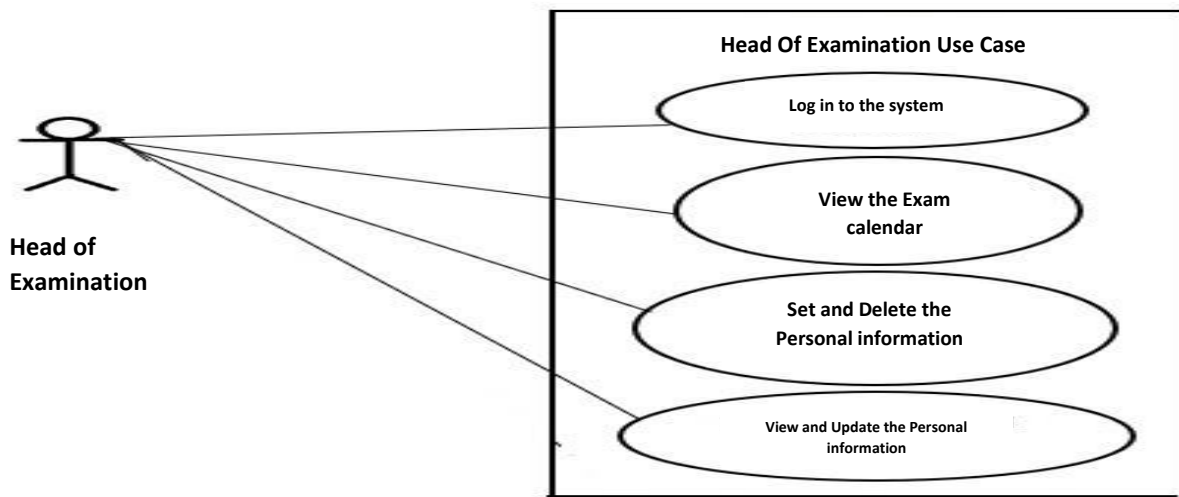 Head Of Examination Use Case
Log in to the system
View the Exam
calendar
Head of
Examination
Set and Delete the
Personal information
View and Update the Personal
information